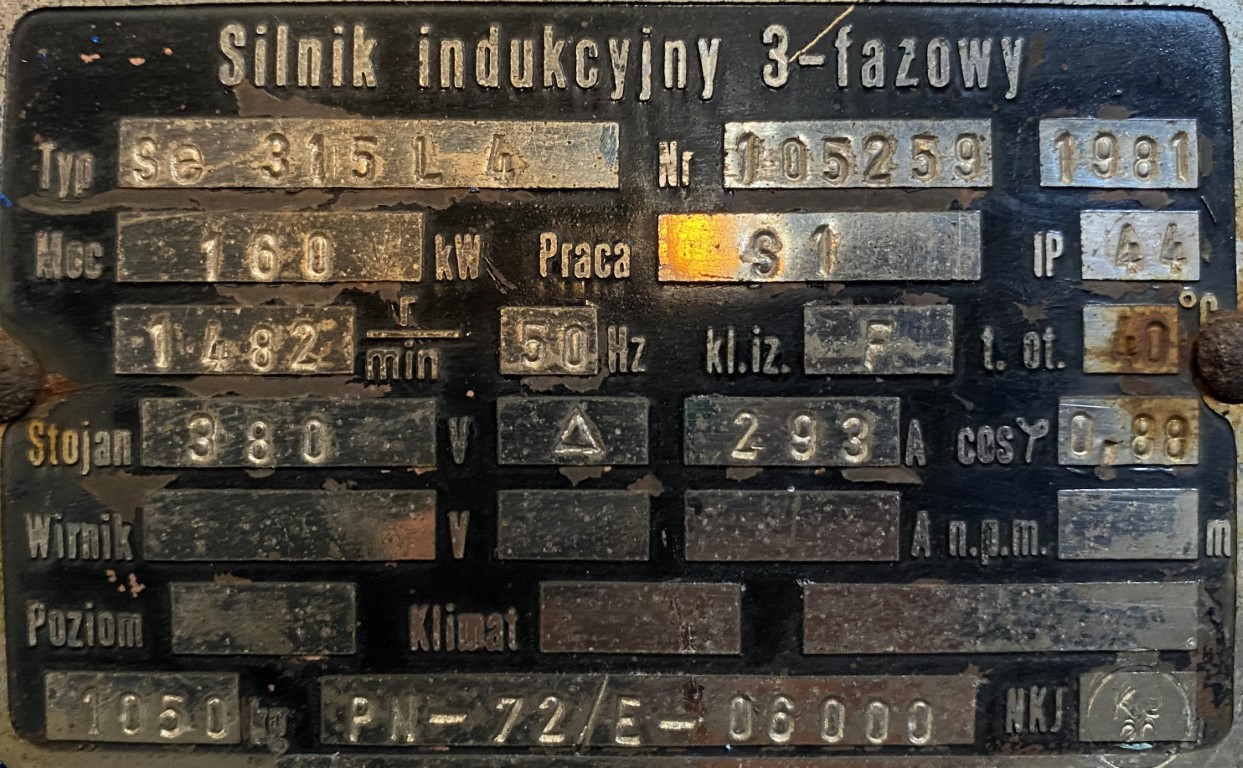 Silnik indukcyjny 3-fazowy
Typ Se 315 L 4 Nr 105259 1981
Moc 160 kW Praca S1 IP 44
1482 r/min 50 Hz kl.iz. F t. ot. 40 °C
Stojan 380 V △ 293 A cosφ 0,88
Wirnik V A n.p.m. m
Poziom Klimat
1050 kg PN-72/E-06000 NKJ